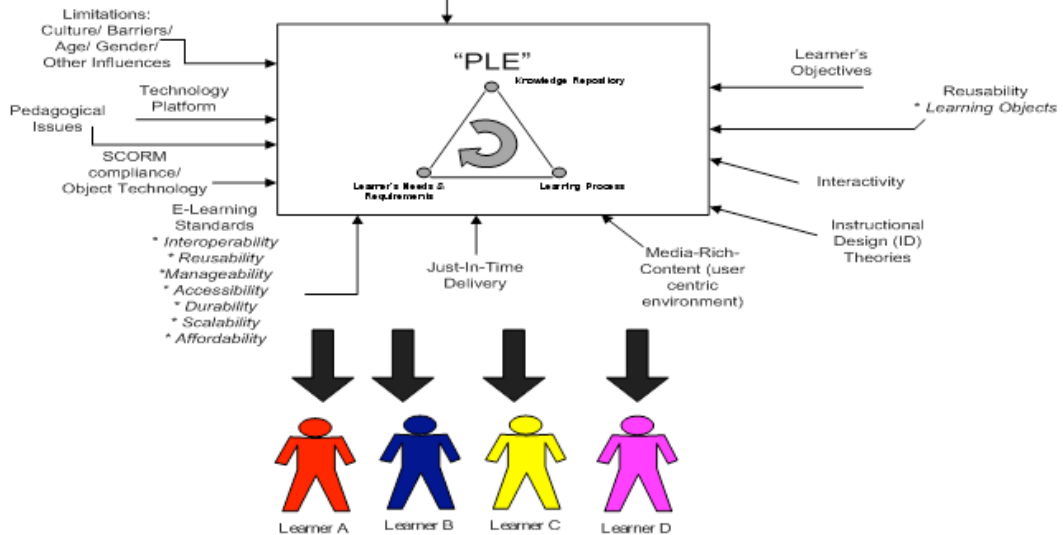 Limitations:
Culture/ Barriers/
Age/ Gender/
Other Influences
Technology
Platform
Pedagogical
Issues
SCORM
compliance/
Object Technology
E-Learning
Standards
* Interoperability
* Reusability
*Manageability
* Accessibility
* Durability
* Scalability
* Affordability
“PLE”
Knowledge Repository
Learner's Needs &
Requirements
Learning Process
Just-In-Time
Delivery
Media-Rich-
Content (user
centric
environment)
Learner's
Objectives
Reusability
* Learning Objects
Interactivity
Instructional
Design (ID)
Theories
Learner A
Learner B
Learner C
Learner D